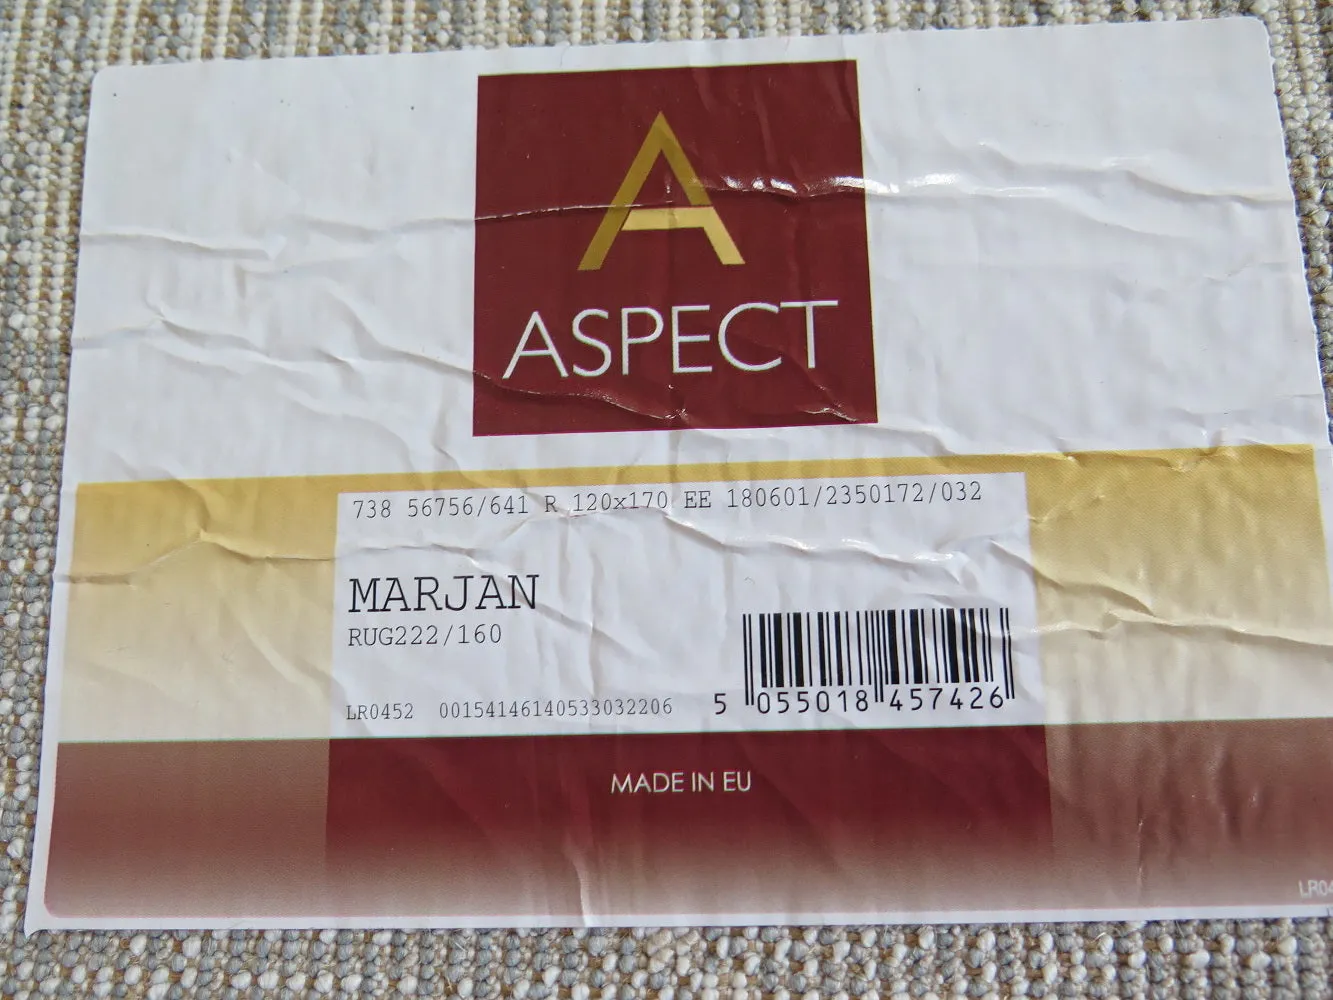 A
ASPECT
738 56756/641 R 120x170 EE 180601/2350172/032
MARJAN
RUG222/160
LR0452 00154146140533032206
5 055018 457426
MADE IN EU